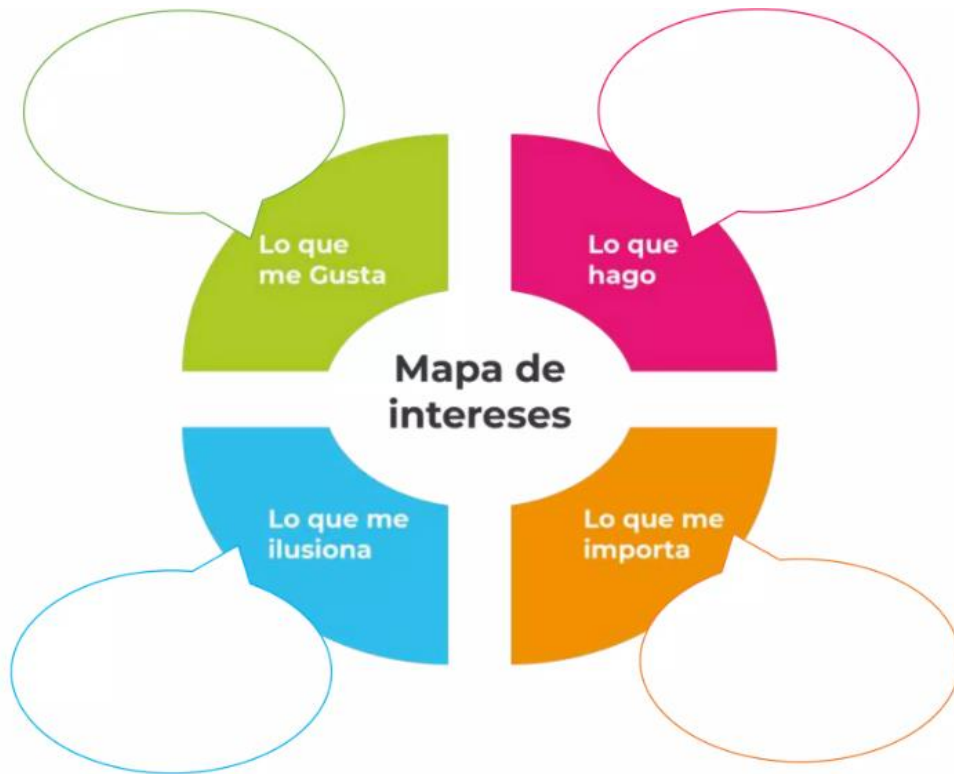 Lo que
me Gusta
Lo que
hago
Mapa de
intereses
Lo que me
ilusiona
Lo que me
importa